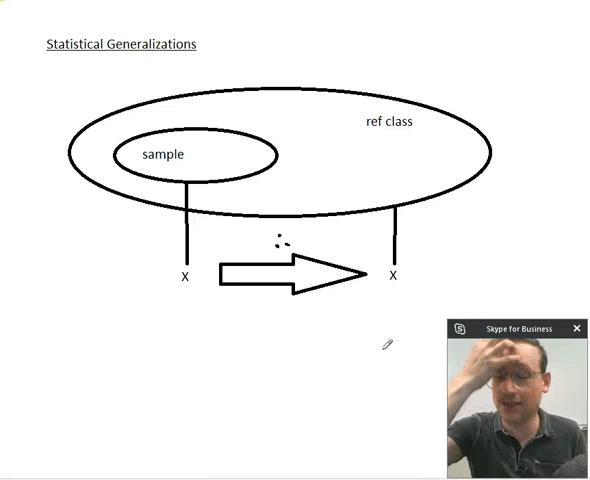 Statistical Generalizations
ref class
sample
∴
X
X
Skype for Business